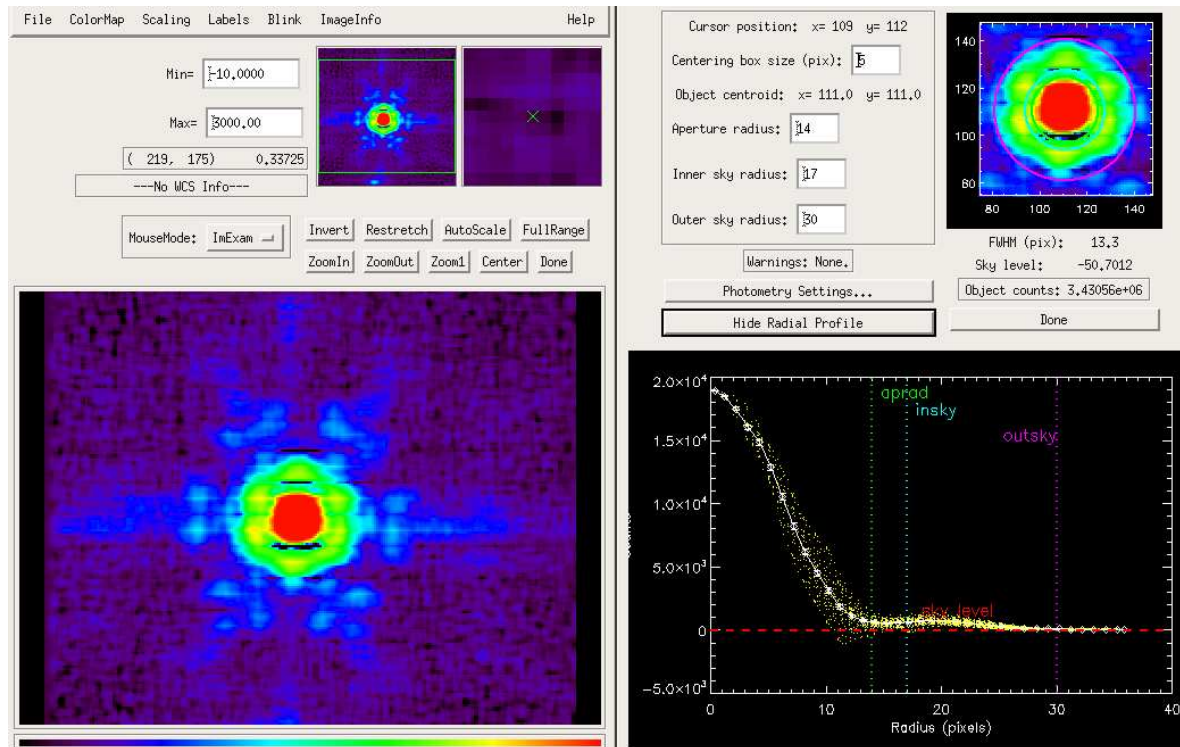 File ColorMap Scaling Labels Blink ImageInfo Help
Min= -10.0000
Max= 3000.00
( 219, 175) 0.33725
---No WCS Info---
MouseMode: ImExam
Invert Restretch AutoScale FullRange
ZoomIn ZoomOut Zoom1 Center Done
Cursor position: x= 109 y= 112
Centering box size (pix): 5
Object centroid: x= 111.0 y= 111.0
Aperture radius: 14
Inner sky radius: 17
Outer sky radius: 30
Warnings: None.
Photometry Settings...
Hide Radial Profile
140
120
100
80
80 100 120 140
FWHM (pix): 13.3
Sky level: -50.7012
Object counts: 3.43056e+06
Done
2.0×10⁴
1.5×10⁴
1.0×10⁴
5.0×10³
0
−5.0×10³
aprad
insky
outsky
sky level
0 10 20 30 40
Radius (pixels)